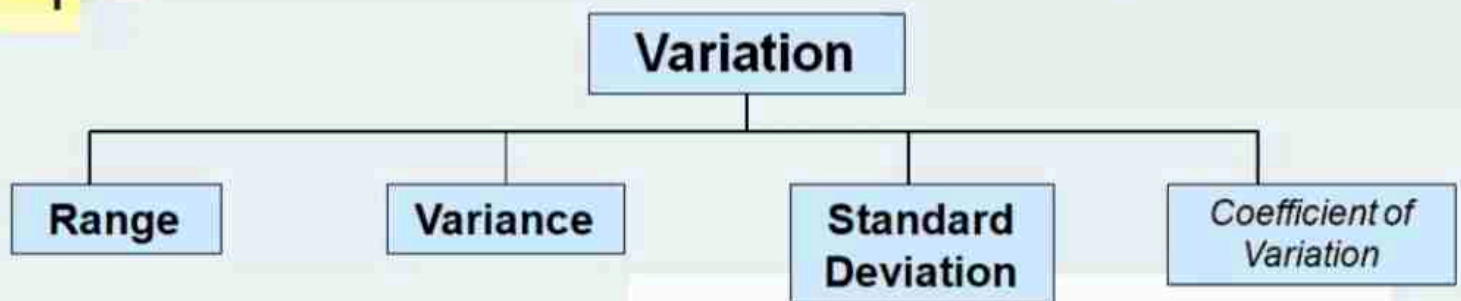 Variation
Range
Variance
Standard
Deviation
Coefficient of
Variation